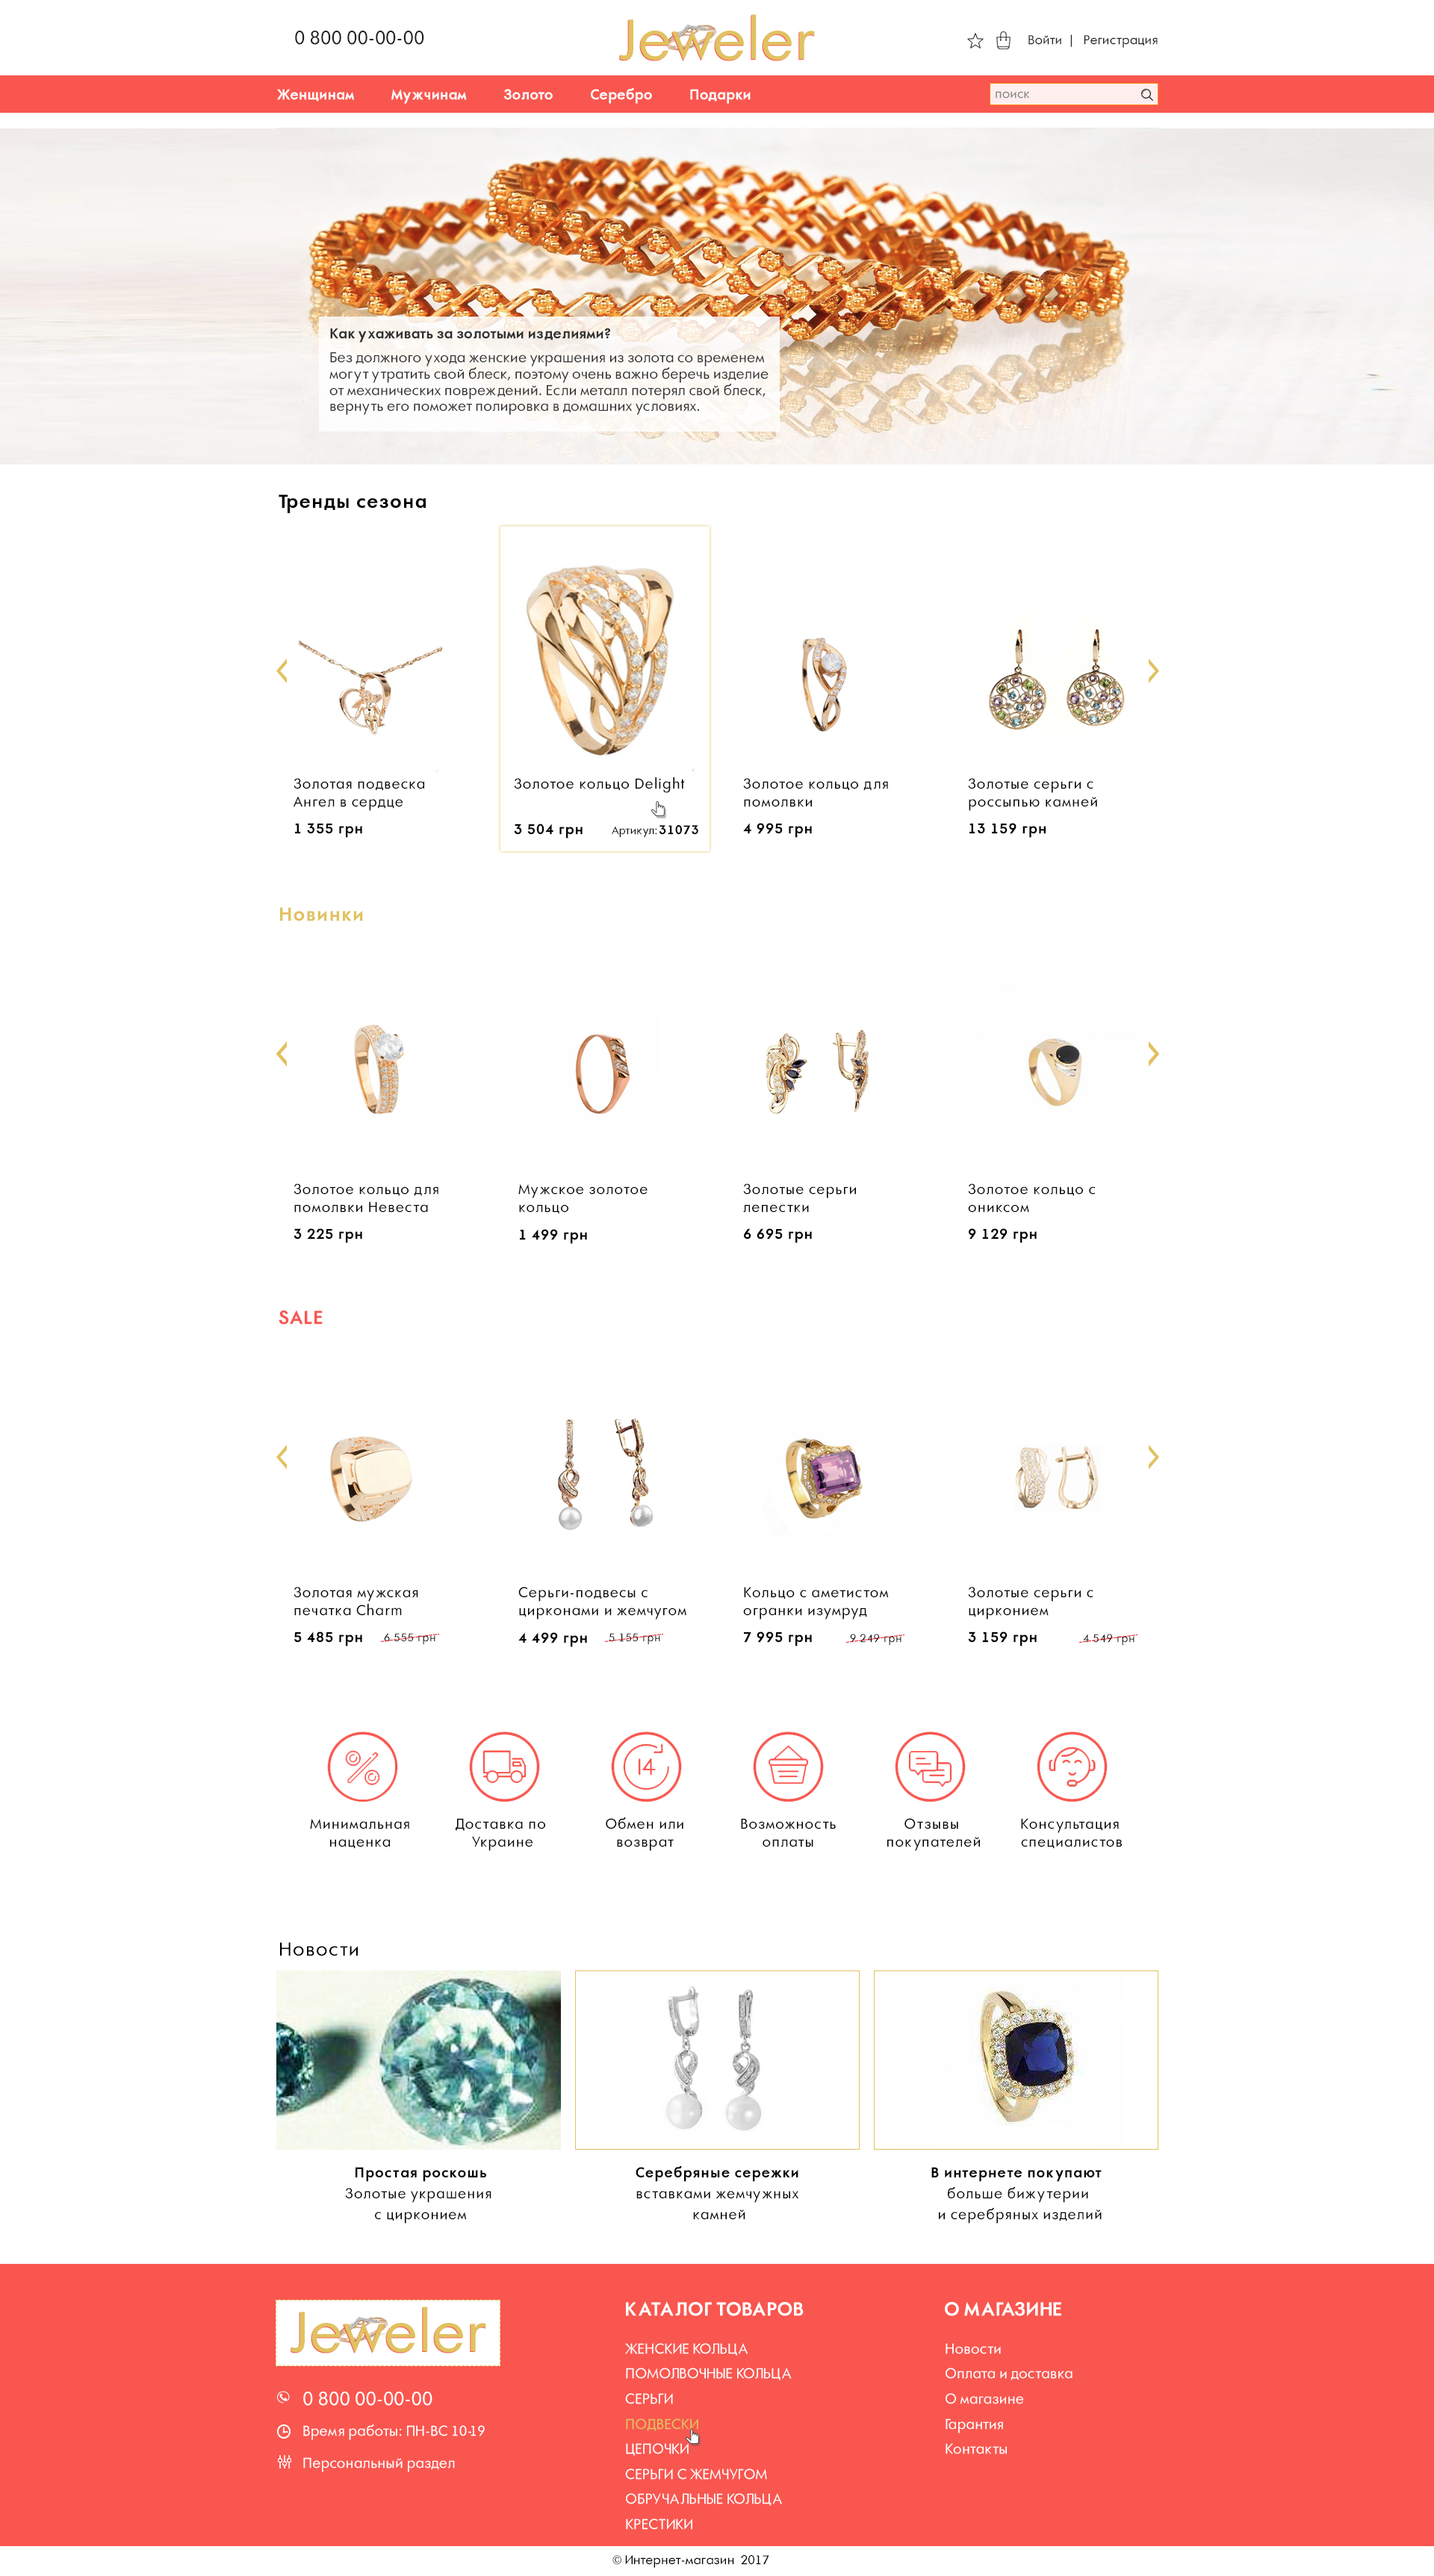 0 800 00-00-00
Jeweler
Войти | Регистрация
Женщинам Мужчинам Золото Серебро Подарки
поиск
Как ухаживать за золотыми изделиями?
Без должного ухода женские украшения из золота со временем
могут утратить свой блеск, поэтому очень важно беречь изделие
от механических повреждений. Если металл потерял свой блеск,
вернуть его поможет полировка в домашних условиях.
Тренды сезона
Золотая подвеска
Ангел в сердце
1 355 грн
Золотое кольцо Delight
3 504 грн Артикул:31073
Золотое кольцо для
помолвки
4 995 грн
Золотые серьги с
россыпью камней
13 159 грн
Новинки
Золотое кольцо для
помолвки Невеста
3 225 грн
Мужское золотое
кольцо
1 499 грн
Золотые серьги
лепестки
6 695 грн
Золотое кольцо с
ониксом
9 129 грн
SALE
Золотая мужская
печатка Charm
5 485 грн 6 555 грн
Серьги-подвесы с
цирконами и жемчугом
4 499 грн 5 155 грн
Кольцо с аметистом
огранки изумруд
7 995 грн 9 249 грн
Золотые серьги с
цирконием
3 159 грн 4 549 грн
14
Минимальная
наценка
Доставка по
Украине
Обмен или
возврат
Возможность
оплаты
Отзывы
покупателей
Консультация
специалистов
Новости
Простая роскошь
Золотые украшения
с цирконием
Серебряные сережки
вставками жемчужных
камней
В интернете покупают
больше бижутерии
и серебряных изделий
Jeweler
0 800 00-00-00
Время работы: ПН-ВС 10-19
Персональный раздел
КАТАЛОГ ТОВАРОВ
ЖЕНСКИЕ КОЛЬЦА
ПОМОЛВОЧНЫЕ КОЛЬЦА
СЕРЬГИ
ПОДВЕСКИ
ЦЕПОЧКИ
СЕРЬГИ С ЖЕМЧУГОМ
ОБРУЧАЛЬНЫЕ КОЛЬЦА
КРЕСТИКИ
О МАГАЗИНЕ
Новости
Оплата и доставка
О магазине
Гарантия
Контакты
© Интернет-магазин 2017